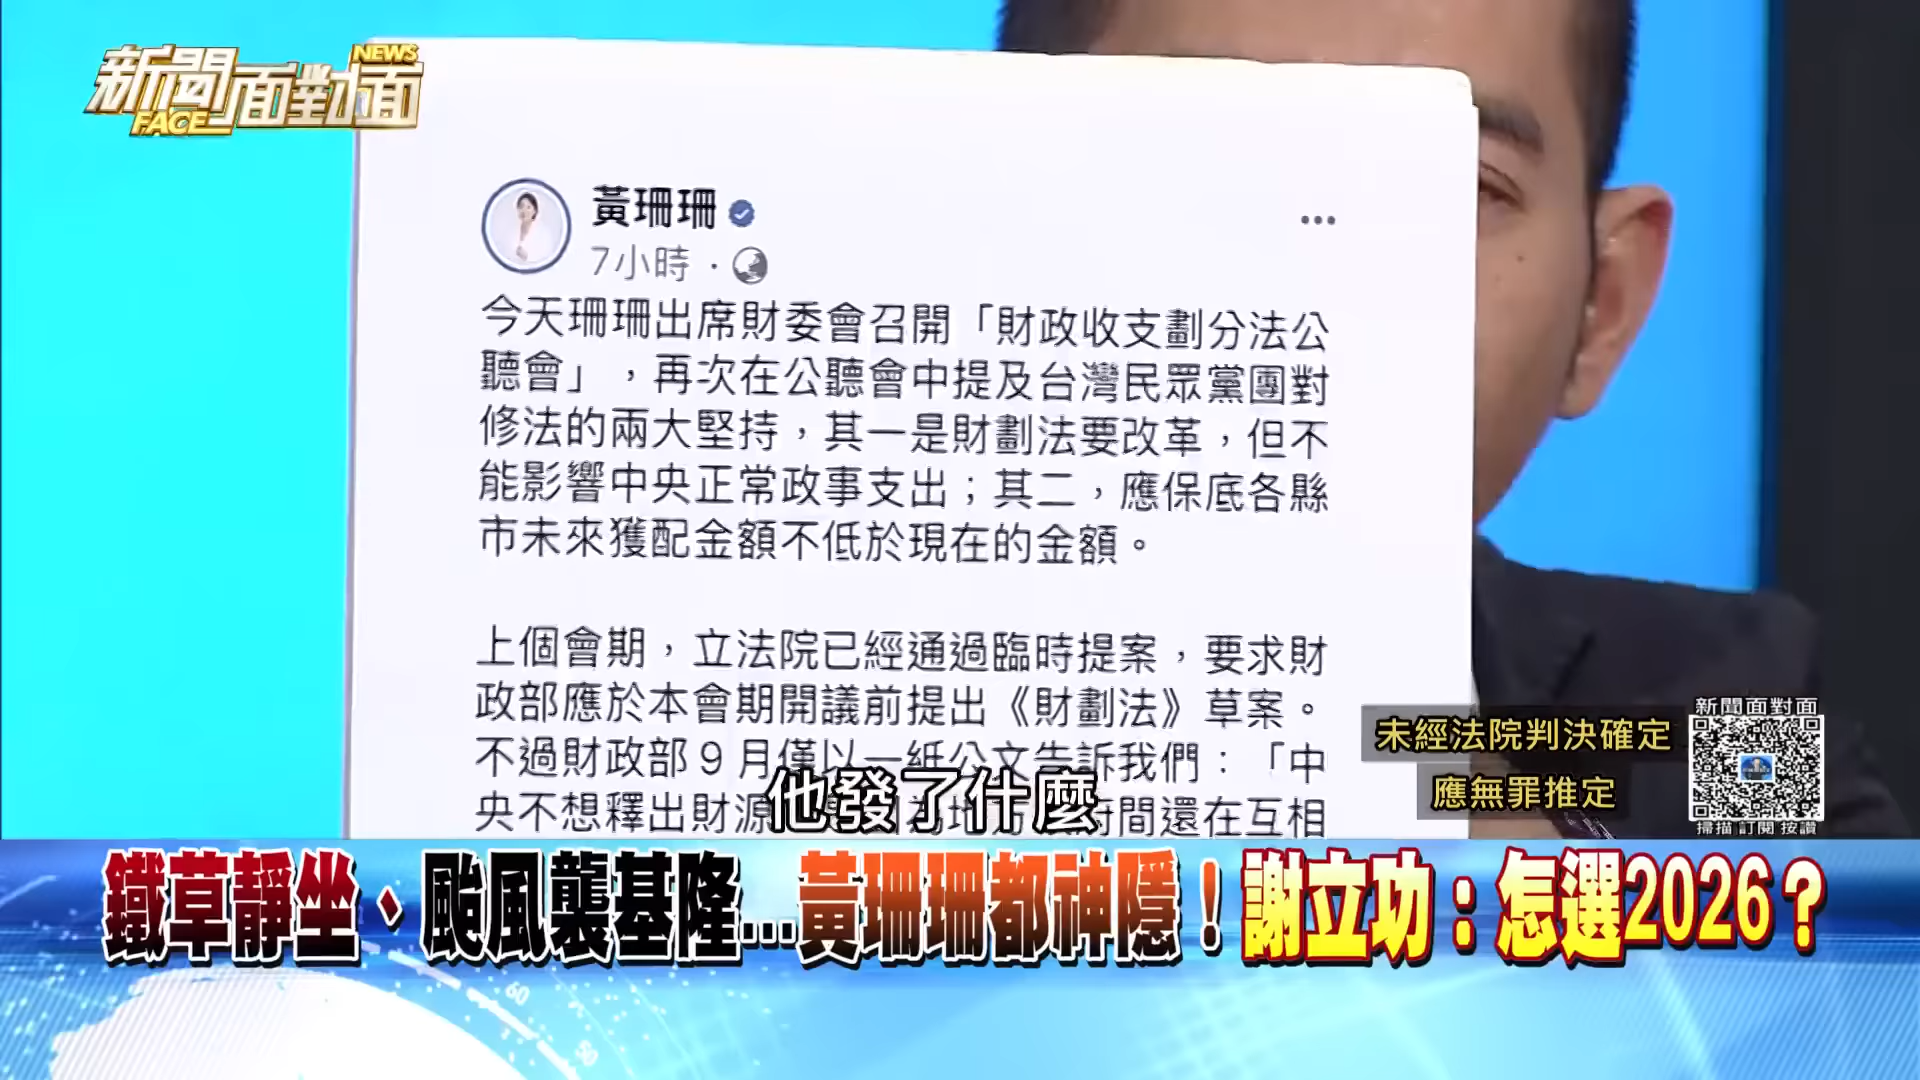 新聞面對面
NEWS
FACE
黃珊珊
7小時 ·
今天珊珊出席財委會召開「財政收支劃分法公
聽會」，再次在公聽會中提及台灣民眾黨團對
修法的兩大堅持，其一是財劃法要改革，但不
能影響中央正常政事支出；其二，應保底各縣
市未來獲配金額不低於現在的金額。
上個會期，立法院已經通過臨時提案，要求財
政部應於本會期開議前提出《財劃法》草案。
不過財政部9月僅以一紙公文告訴我們：「中
央不想釋出財源
間還在互相
他發了什麼
新聞面對面
未經法院判決確定
應無罪推定
掃描 訂閱 按讚
鐵草靜坐、颱風襲基隆...黃珊珊都神隱！謝立功：怎選2026？
60
50